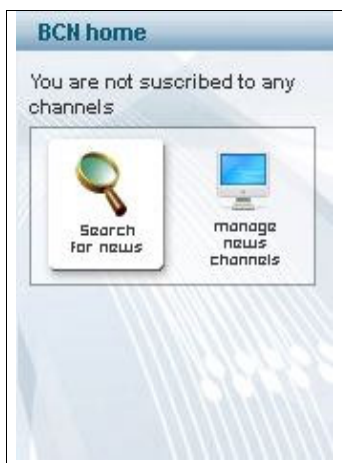 BCN home
You are not suscribed to any
channels
Search
for news
manage
news
channels